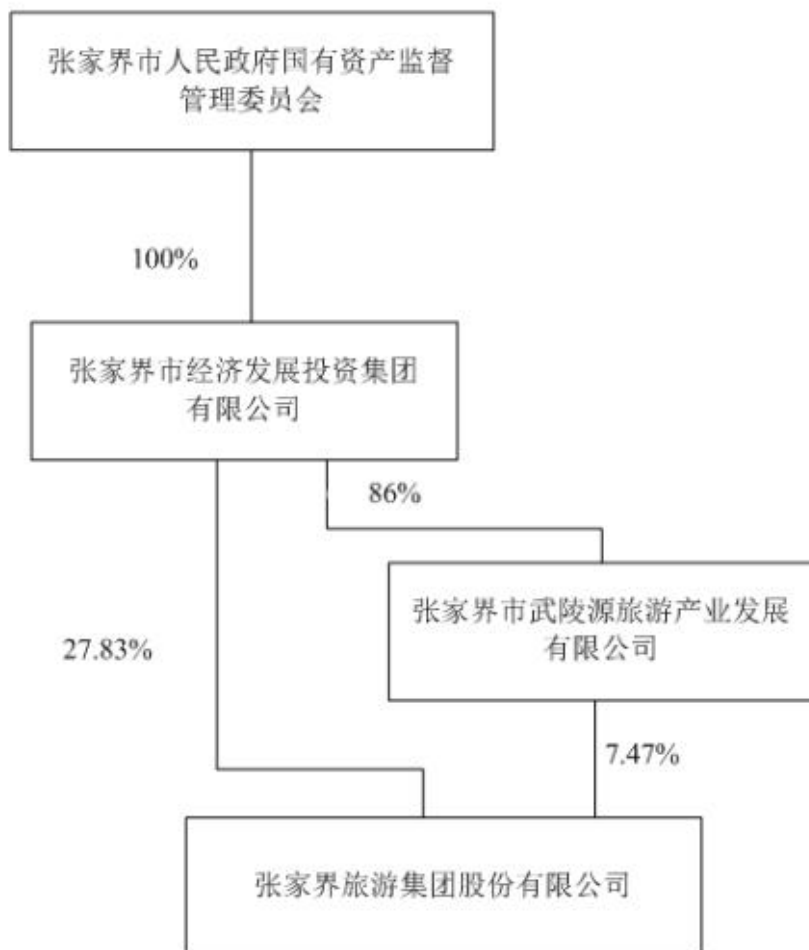 张家界市人民政府国有资产监督
管理委员会
100%
张家界市经济发展投资集团
有限公司
86%
张家界市武陵源旅游产业发展
有限公司
27.83%
7.47%
张家界旅游集团股份有限公司